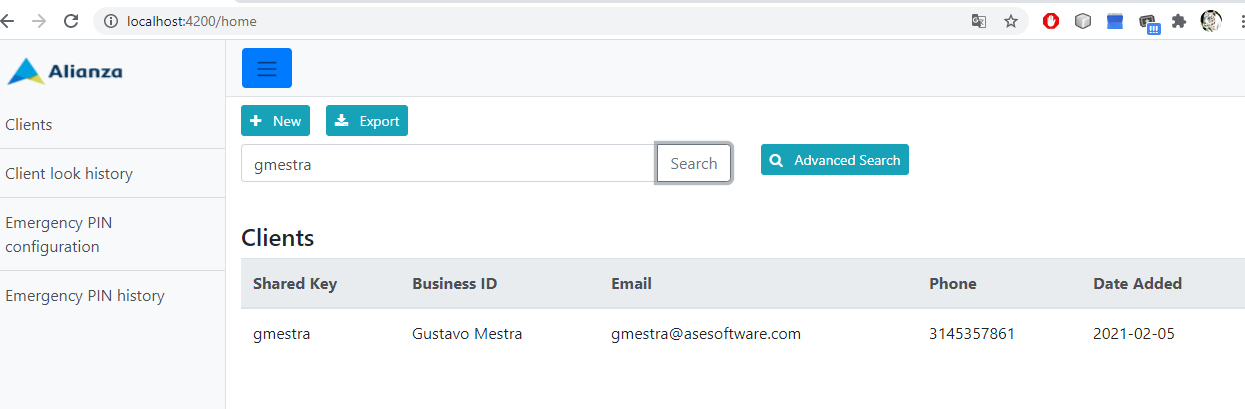 localhost:4200/home
Alianza
Clients
Client look history
Emergency PIN
configuration
Emergency PIN history
New Export
gmestra Search Advanced Search
Clients
Shared Key Business ID Email Phone Date Added
gmestra Gustavo Mestra gmestra@asesoftware.com 3145357861 2021-02-05